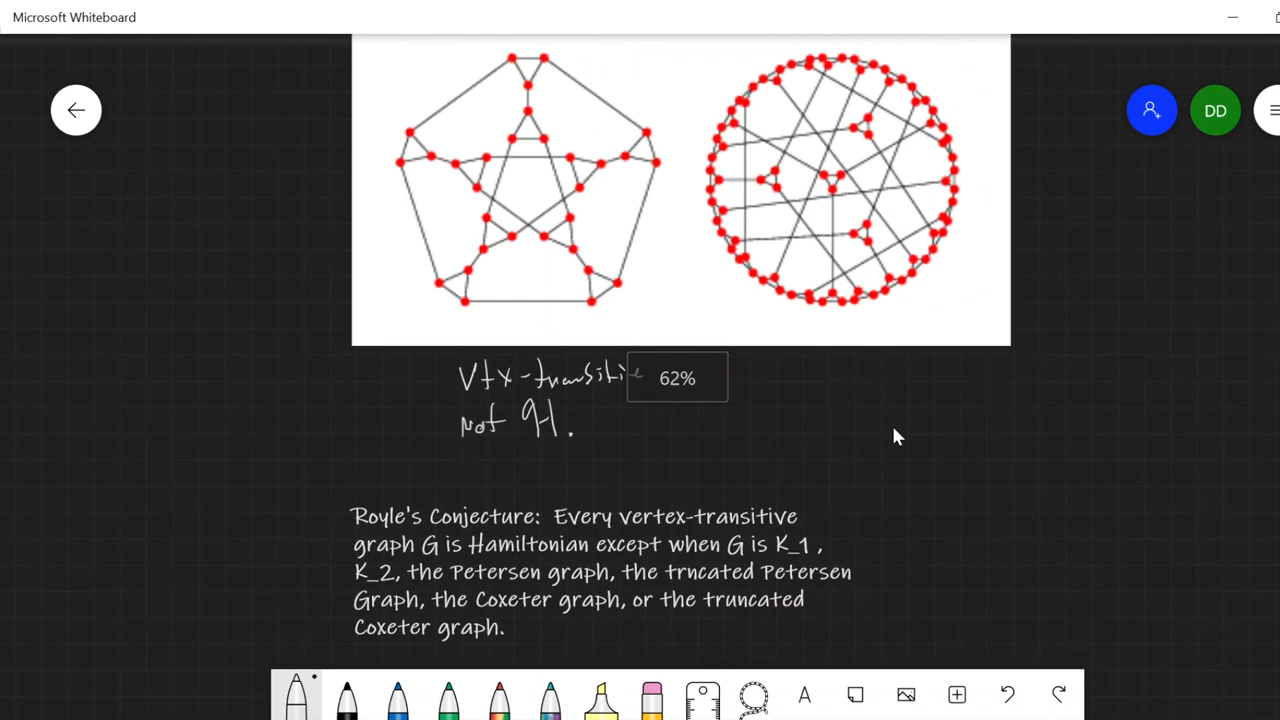 Microsoft Whiteboard
DD
Vtx-transitive
62%
not H.
Royle's Conjecture: Every vertex-transitive
graph G is Hamiltonian except when G is K_1 ,
K_2, the Petersen graph, the trncated Petersen
Graph, the Coxeter graph, or the truncated
Coxeter graph.
A